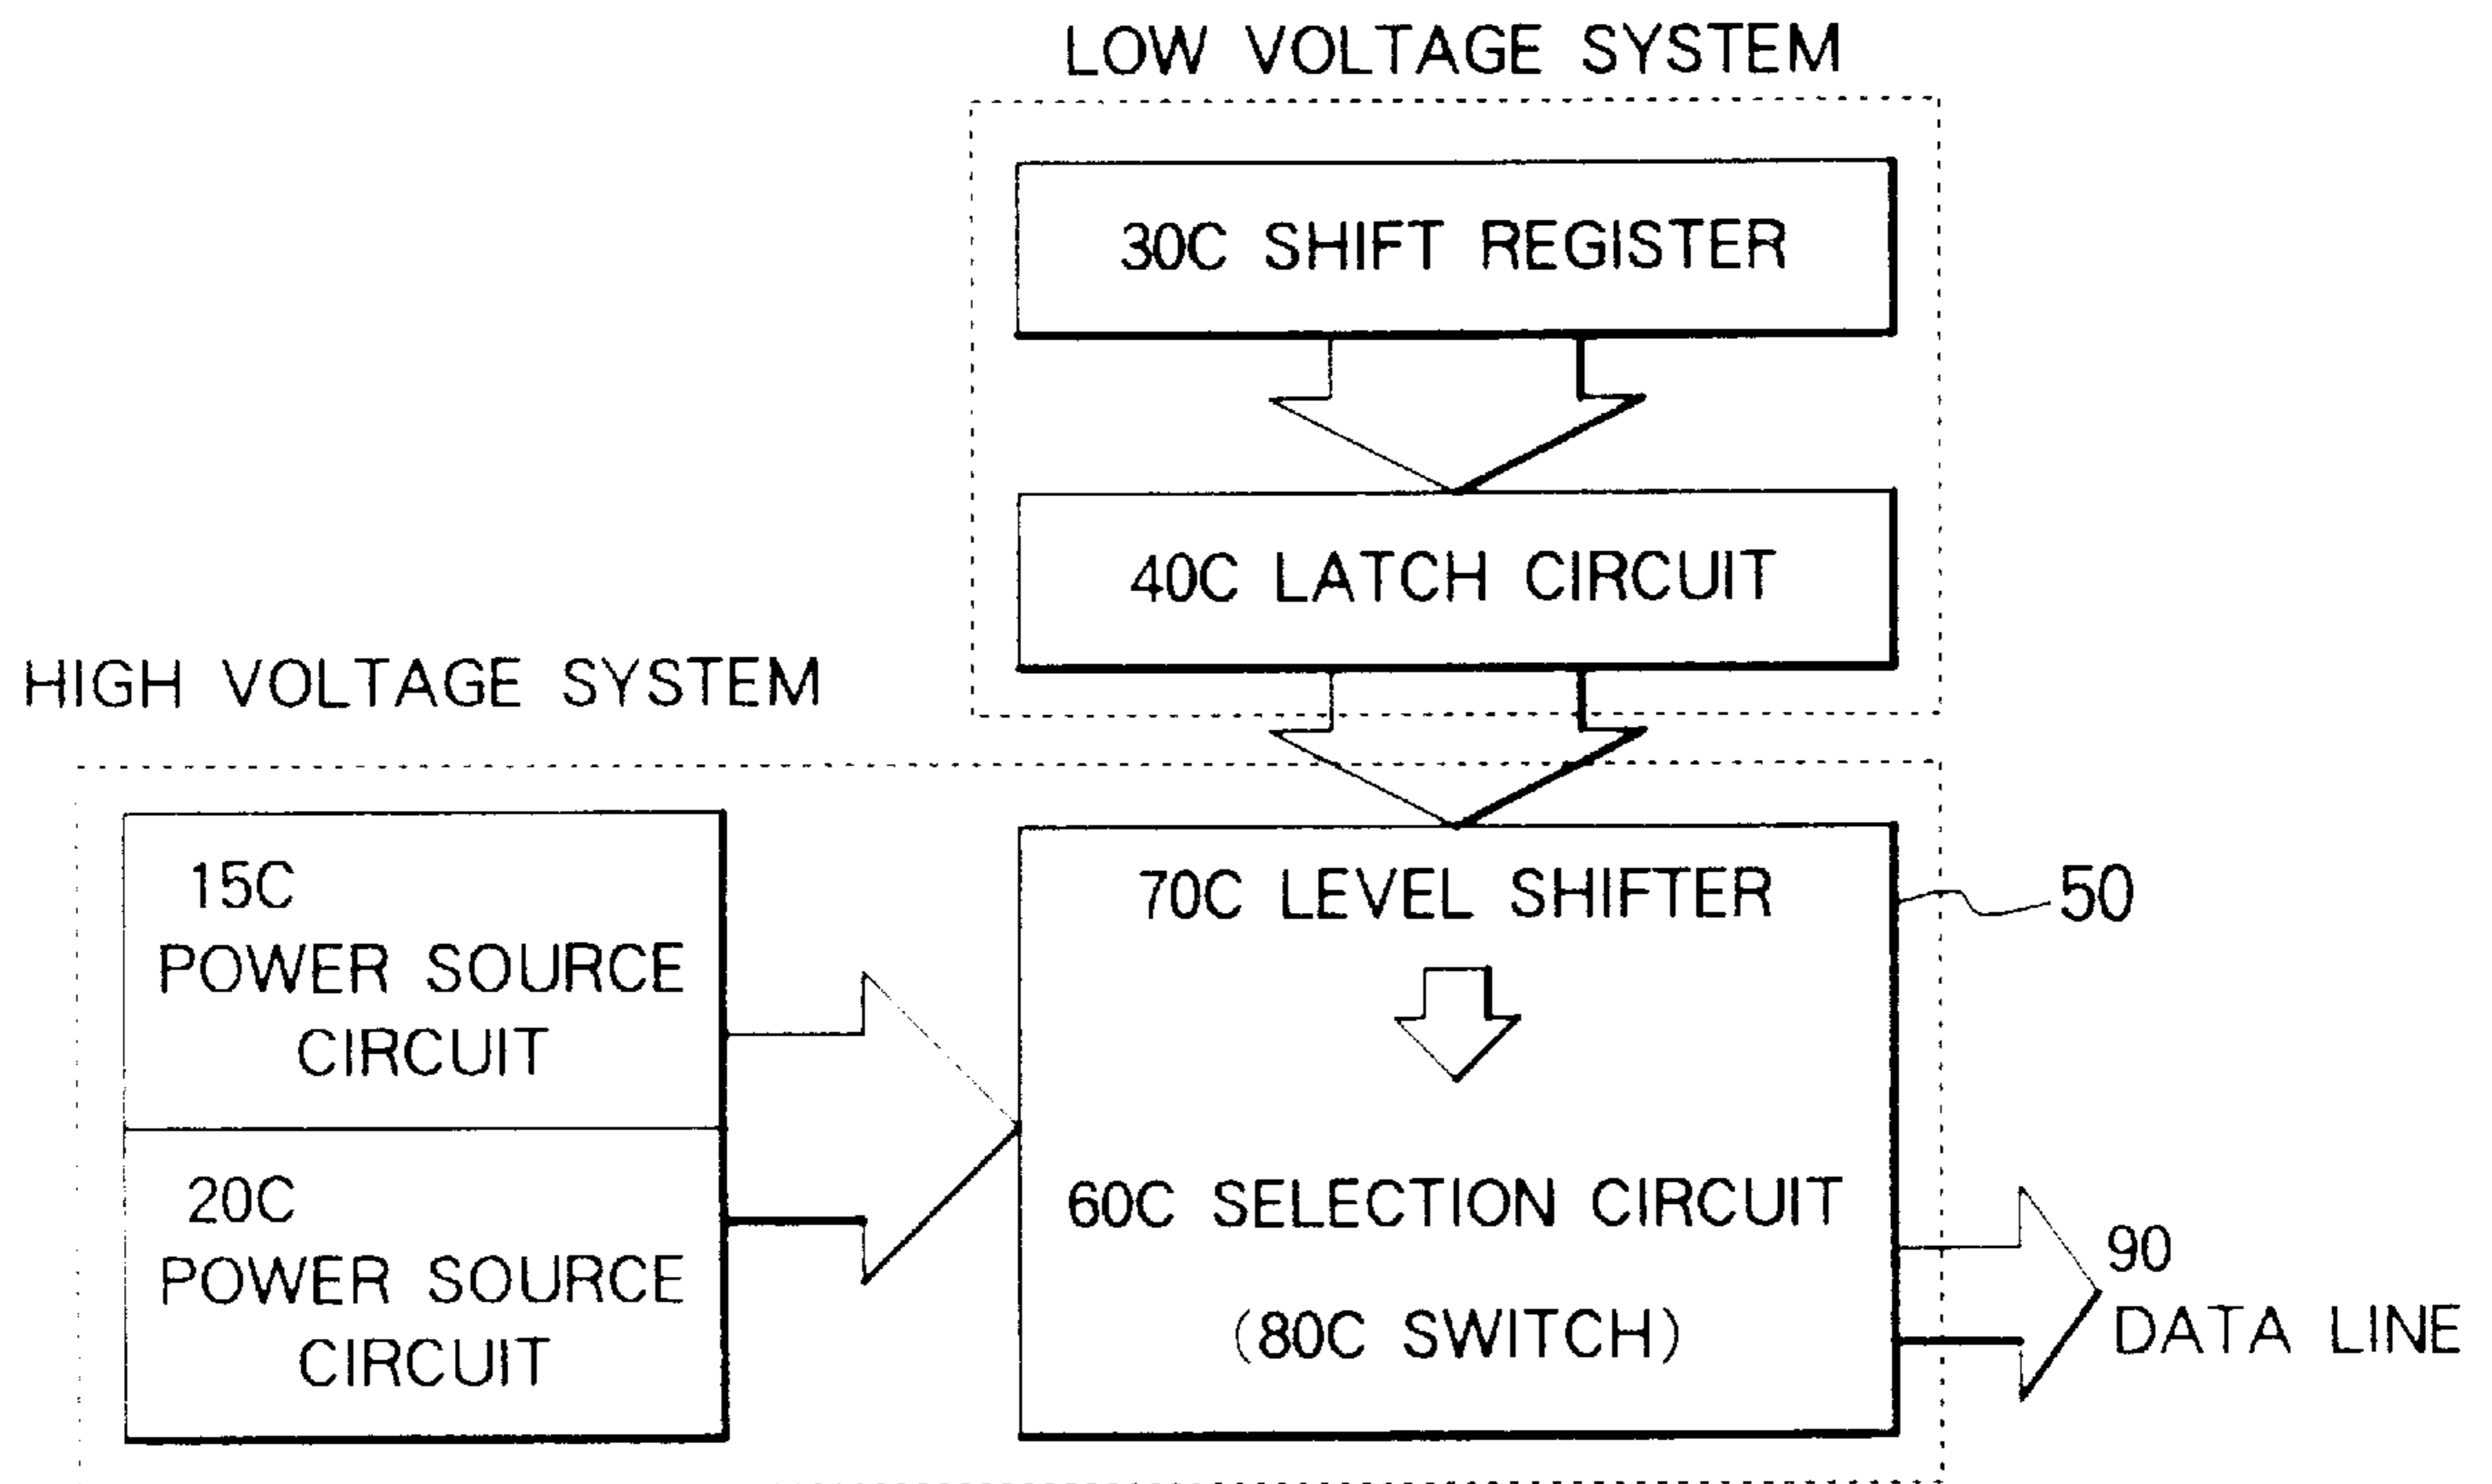 LOW VOLTAGE SYSTEM
30C SHIFT REGISTER
40C LATCH CIRCUIT
HIGH VOLTAGE SYSTEM
15C
POWER SOURCE
CIRCUIT
20C
POWER SOURCE
CIRCUIT
70C LEVEL SHIFTER
50
60C SELECTION CIRCUIT
(80C SWITCH)
90
DATA LINE